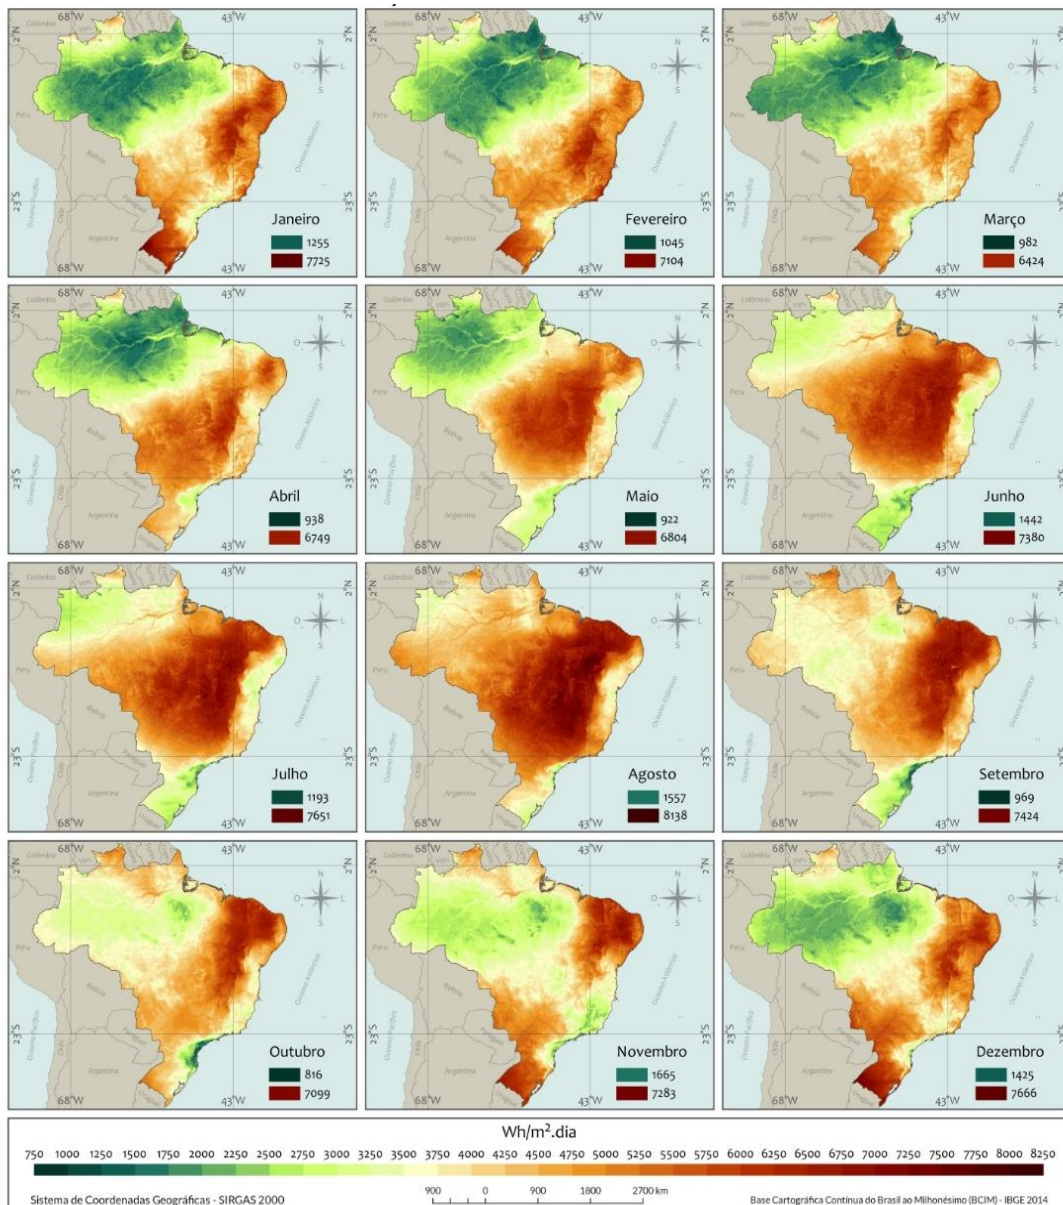 2°N
43°W
Colômbia
Ven.
O
L
N
S
Peru
Bolívia
Oceano Atlântico
Oceano Pacífico
Chile
Paraguai
Argentina
Uruguai
23°S
68°W
43°W
Janeiro
1255
7725
Fevereiro
1045
7104
Março
982
6424
Abril
938
6749
Maio
922
6804
Junho
1442
7380
Julho
1193
7651
Agosto
1557
8138
Setembro
969
7424
Outubro
816
7099
Novembro
1665
7283
Dezembro
1425
7666
Wh/m².dia
750 1000 1250 1500 1750 2000 2250 2500 2750 3000 3250 3500 3750 4000 4250 4500 4750 5000 5250 5500 5750 6000 6250 6500 6750 7000 7250 7500 7750 8000 8250
Sistema de Coordenadas Geográficas - SIRGAS 2000
900 0 900 1800 2700 km
Base Cartográfica Contínua do Brasil ao Milhonésimo (BCIM) - IBGE 2014